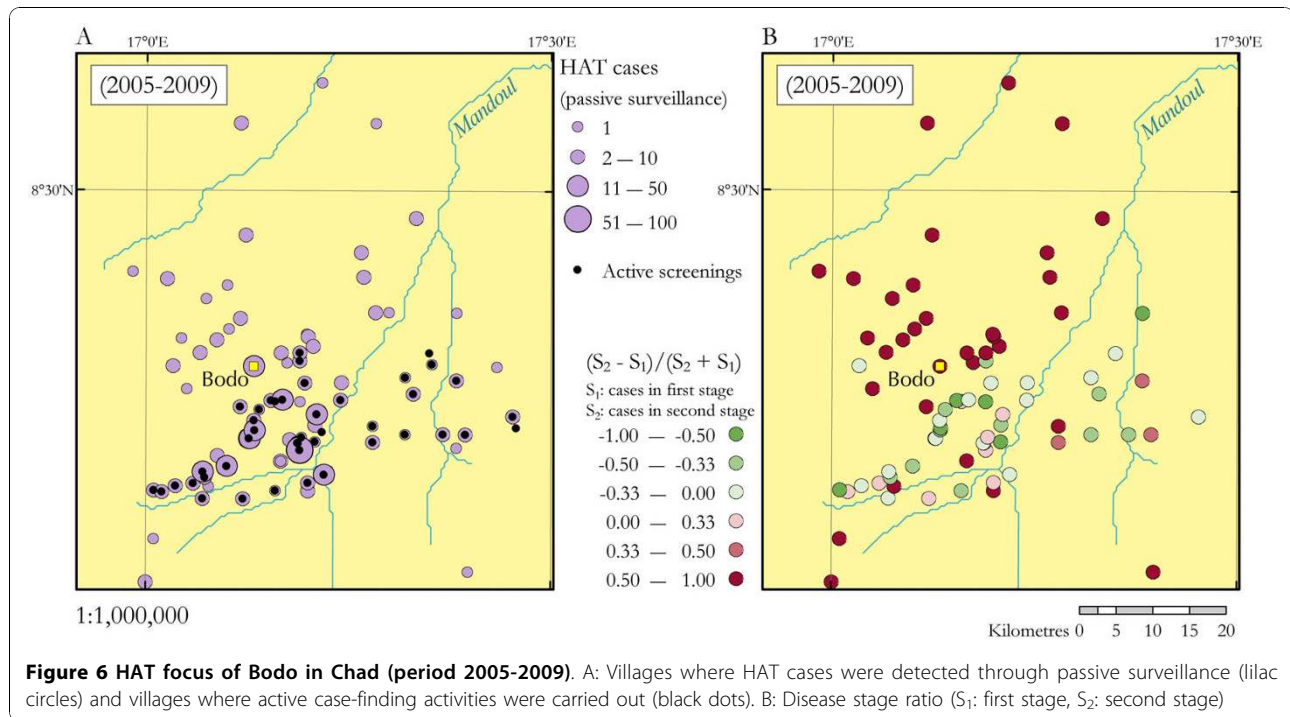 A
17°0'E
17°30'E
(2005-2009)
Mandoul
8°30'N
Bodo
1:1,000,000
HAT cases
(passive surveillance)
1
2 — 10
11 — 50
51 — 100
Active screenings
(S₂ - S₁)/(S₂ + S₁)
S₁: cases in first stage
S₂: cases in second stage
-1.00 — -0.50
-0.50 — -0.33
-0.33 — 0.00
0.00 — 0.33
0.33 — 0.50
0.50 — 1.00
B
17°0'E
17°30'E
(2005-2009)
Mandoul
8°30'N
Bodo
Kilometres 0 5 10 15 20
Figure 6 HAT focus of Bodo in Chad (period 2005-2009). A: Villages where HAT cases were detected through passive surveillance (lilac
circles) and villages where active case-finding activities were carried out (black dots). B: Disease stage ratio (S₁: first stage, S₂: second stage)